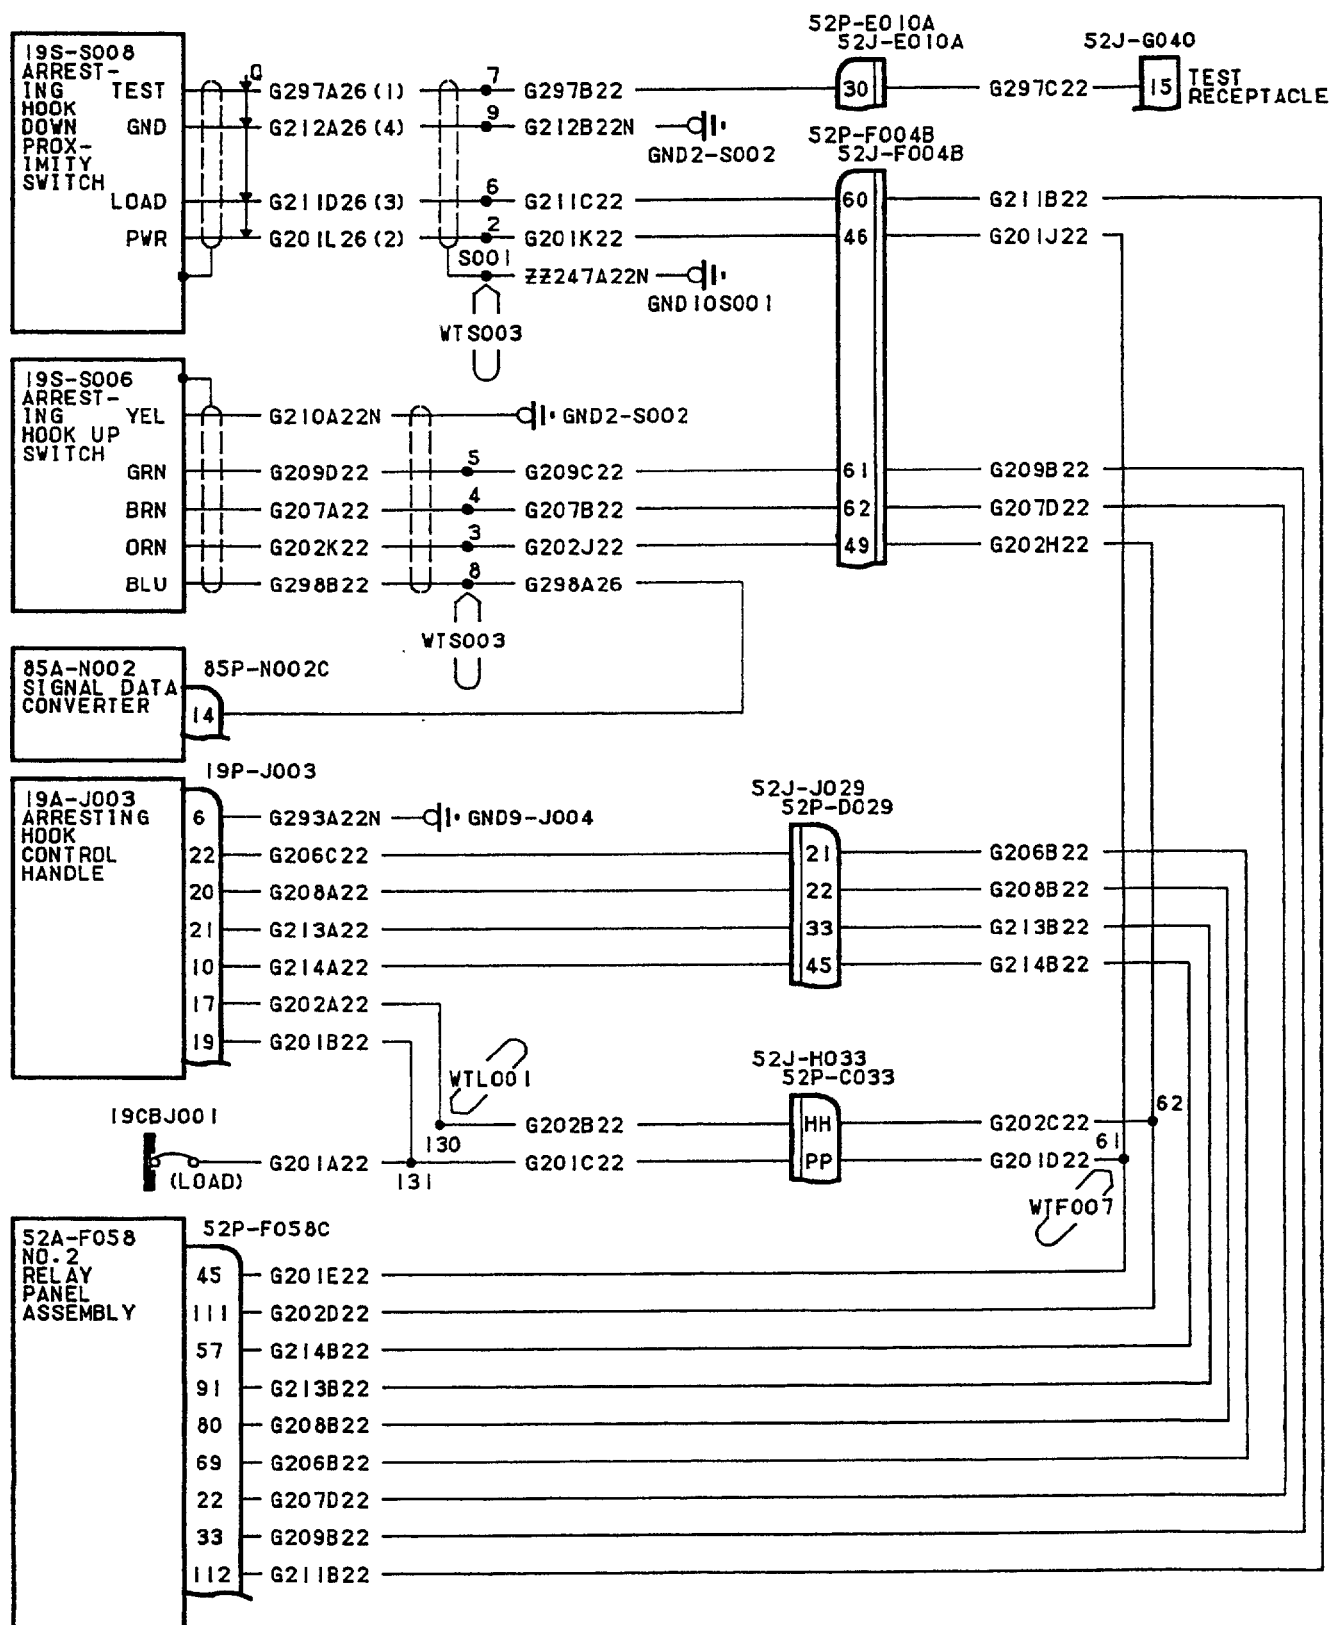 52P-E010A
52J-E010A
52J-G040
19S-S008
ARREST-
ING
HOOK
DOWN
PROX-
IMITY
SWITCH
TEST G297A26(1) 7 G297B22 30 G297C22 15 TEST
RECEPTACLE
GND G212A26(4) 9 G212B22N
GND2-S002
52P-F004B
52J-F004B
LOAD G211D26(3) 6 G211C22 60 G211B22
PWR G201L26(2) 2 G201K22 46 G201J22
S001
ZZ247A22N
GND10S001
WTS003
19S-S006
ARREST-
ING
HOOK UP
SWITCH
YEL G210A22N GND2-S002
GRN G209D22 5 G209C22 61 G209B22
BRN G207A22 4 G207B22 62 G207D22
ORN G202K22 3 G202J22 49 G202H22
BLU G298B22 8 G298A26
WTS003
85A-N002
SIGNAL DATA
CONVERTER
85P-N002C
14
19P-J003
19A-J003
ARRESTING
HOOK
CONTROL
HANDLE
52J-J029
52P-D029
6 G293A22N GND9-J004
22 G206C22 21 G206B22
20 G208A22 22 G208B22
21 G213A22 33 G213B22
10 G214A22 45 G214B22
17 G202A22
19 G201B22
WTL001
52J-H033
52P-C033
19CBJ001
(LOAD)
130 G202B22 HH G202C22 62
G201A22 131 G201C22 PP G201D22 61
WTF007
52A-F058
NO.2
RELAY
PANEL
ASSEMBLY
52P-F058C
45 G201E22
111 G202D22
57 G214B22
91 G213B22
80 G208B22
69 G206B22
22 G207D22
33 G209B22
112 G211B22